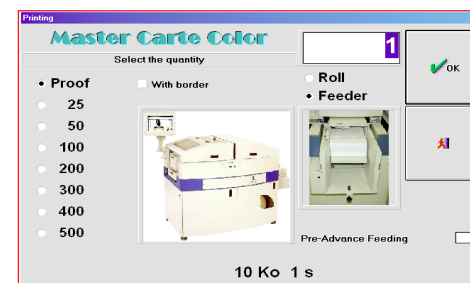 Printing
Master Carte Color
1
Select the quantity
OK
Proof
With border
Roll
Feeder
25
50
100
200
300
400
500
Pre-Advance Feeding
10 Ko 1 s